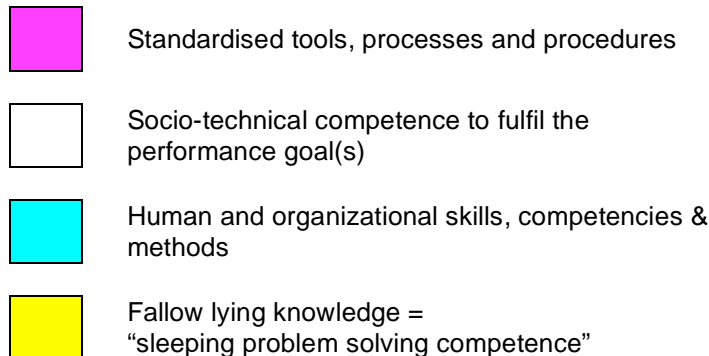 Standardised tools, processes and procedures
Socio-technical competence to fulfil the
performance goal(s)
Human and organizational skills, competencies &
methods
Fallow lying knowledge =
“sleeping problem solving competence”